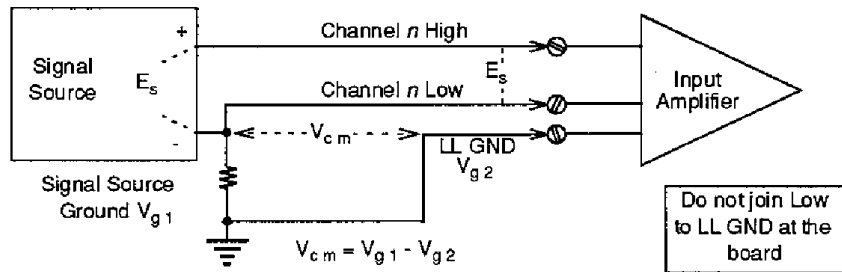 +
Channel n High
Signal
Source
E_s
E_s
Input
Amplifier
Channel n Low
-
V_cm
LL GND
V_g2
Signal Source
Ground V_g1
V_cm = V_g1 - V_g2
Do not join Low
to LL GND at the
board